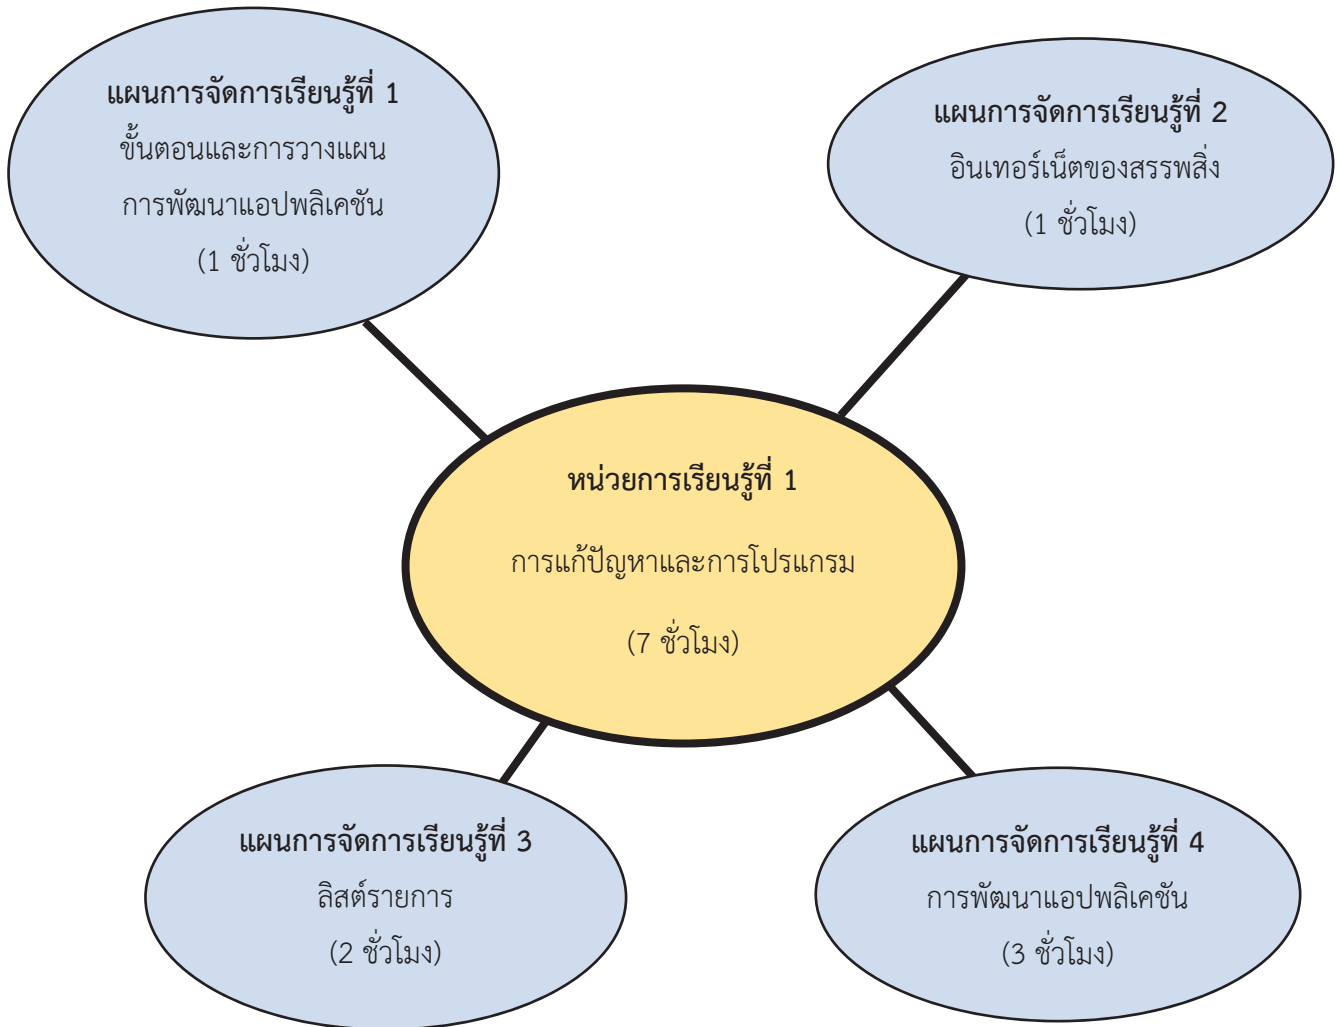 แผนการจัดการเรียนรู้ที่ 1
ขั้นตอนและการวางแผน
การพัฒนาแอปพลิเคชัน
(1 ชั่วโมง)
แผนการจัดการเรียนรู้ที่ 2
อินเทอร์เน็ตของสรรพสิ่ง
(1 ชั่วโมง)
หน่วยการเรียนรู้ที่ 1
การแก้ปัญหาและการโปรแกรม
(7 ชั่วโมง)
แผนการจัดการเรียนรู้ที่ 3
ลิสต์รายการ
(2 ชั่วโมง)
แผนการจัดการเรียนรู้ที่ 4
การพัฒนาแอปพลิเคชัน
(3 ชั่วโมง)